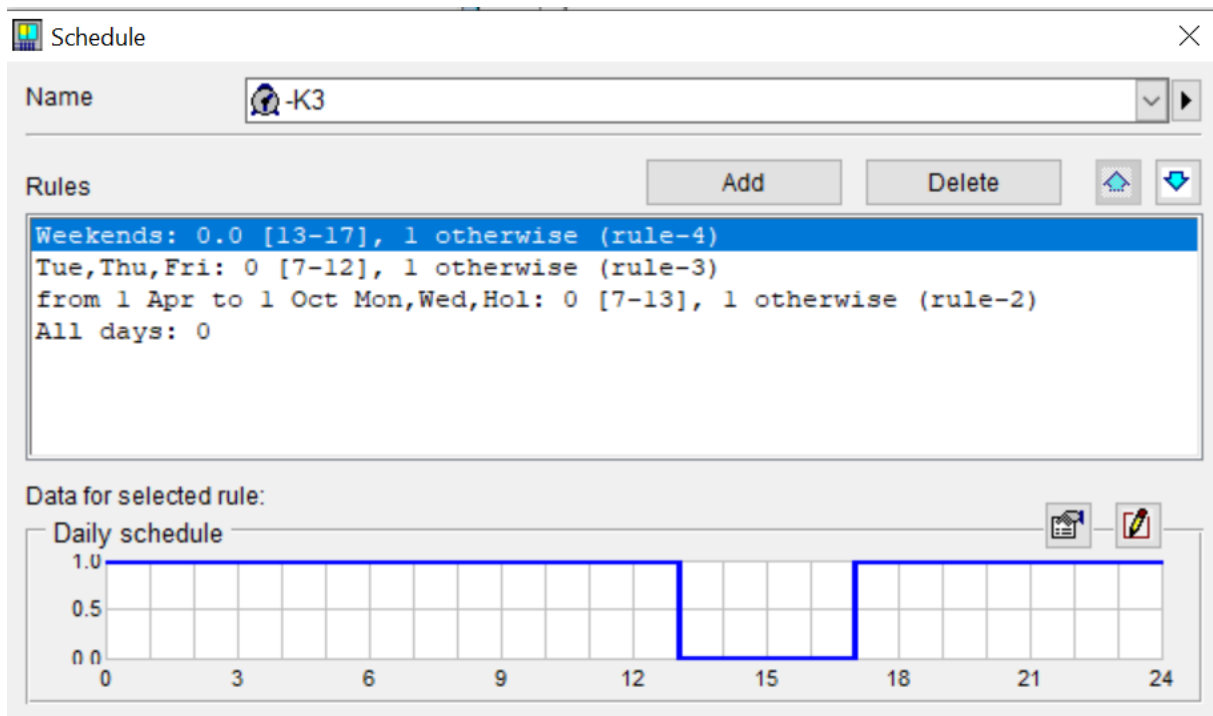 Schedule
Name -K3
Rules Add Delete
Weekends: 0.0 [13-17], 1 otherwise (rule-4)
Tue,Thu,Fri: 0 [7-12], 1 otherwise (rule-3)
from 1 Apr to 1 Oct Mon,Wed,Hol: 0 [7-13], 1 otherwise (rule-2)
All days: 0
Data for selected rule:
Daily schedule
1.0
0.5
0.0
0 3 6 9 12 15 18 21 24